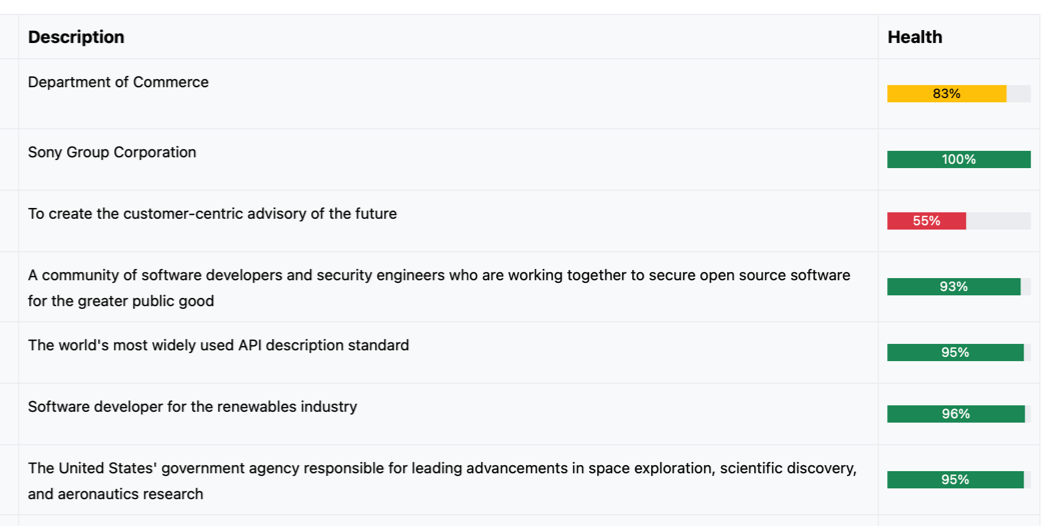 Description Health
Department of Commerce
83%
Sony Group Corporation
100%
To create the customer-centric advisory of the future
55%
A community of software developers and security engineers who are working together to secure open source software
for the greater public good
93%
The world's most widely used API description standard
95%
Software developer for the renewables industry
96%
The United States' government agency responsible for leading advancements in space exploration, scientific discovery,
and aeronautics research
95%